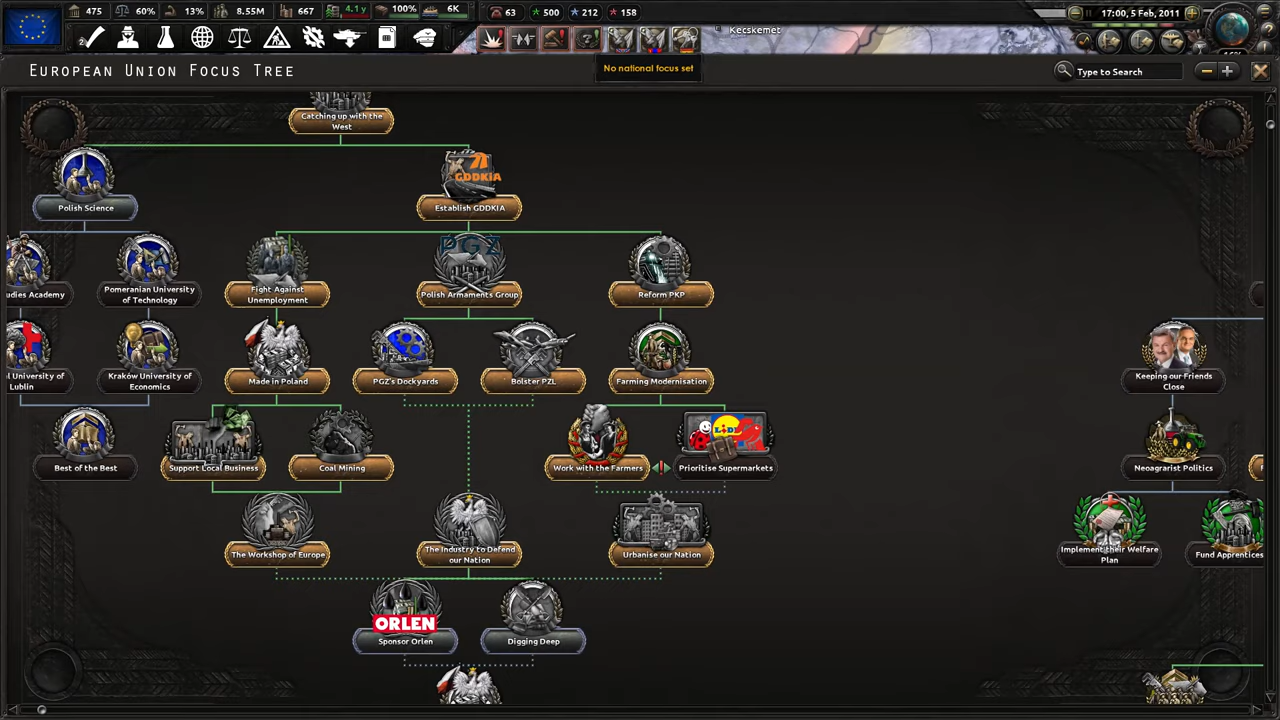 475 60% 13% 8.55M 667 4.1 y 100% 6K 63 500 212 158
17:00, 5 Feb, 2011
Kecskemet
European Union Focus Tree
No national focus set
Type to Search
Catching up with the
West
GDDKIA
Polish Science
Establish GDDKIA
PGZ
udies Academy
Pomeranian University
of Technology
Fight Against
Unemployment
Polish Armaments Group
Reform PKP
l University of
Lublin
Kraków University of
Economics
Made in Poland
PGZ's Dockyards
Bolster PZL
Farming Modernisation
Keeping our Friends
Close
LiDL
Best of the Best
Support Local Business
Coal Mining
Work with the Farmers
Prioritise Supermarkets
Neoagrarist Politics
The Workshop of Europe
The Industry to Defend
our Nation
Urbanise our Nation
Implement their Welfare
Plan
Fund Apprentices
ORLEN
Sponsor Orlen
Digging Deep